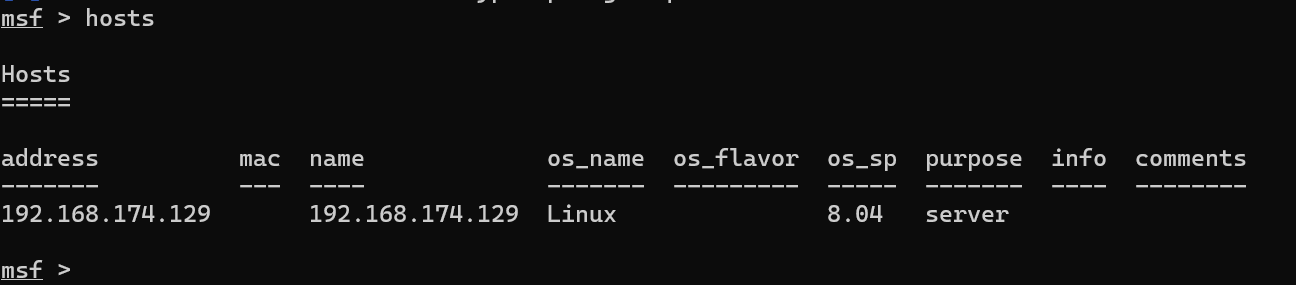 msf > hosts
Hosts
=====
address mac name os_name os_flavor os_sp purpose info comments
------- --- ---- ------- --------- ----- ------- ---- --------
192.168.174.129 192.168.174.129 Linux 8.04 server
msf >